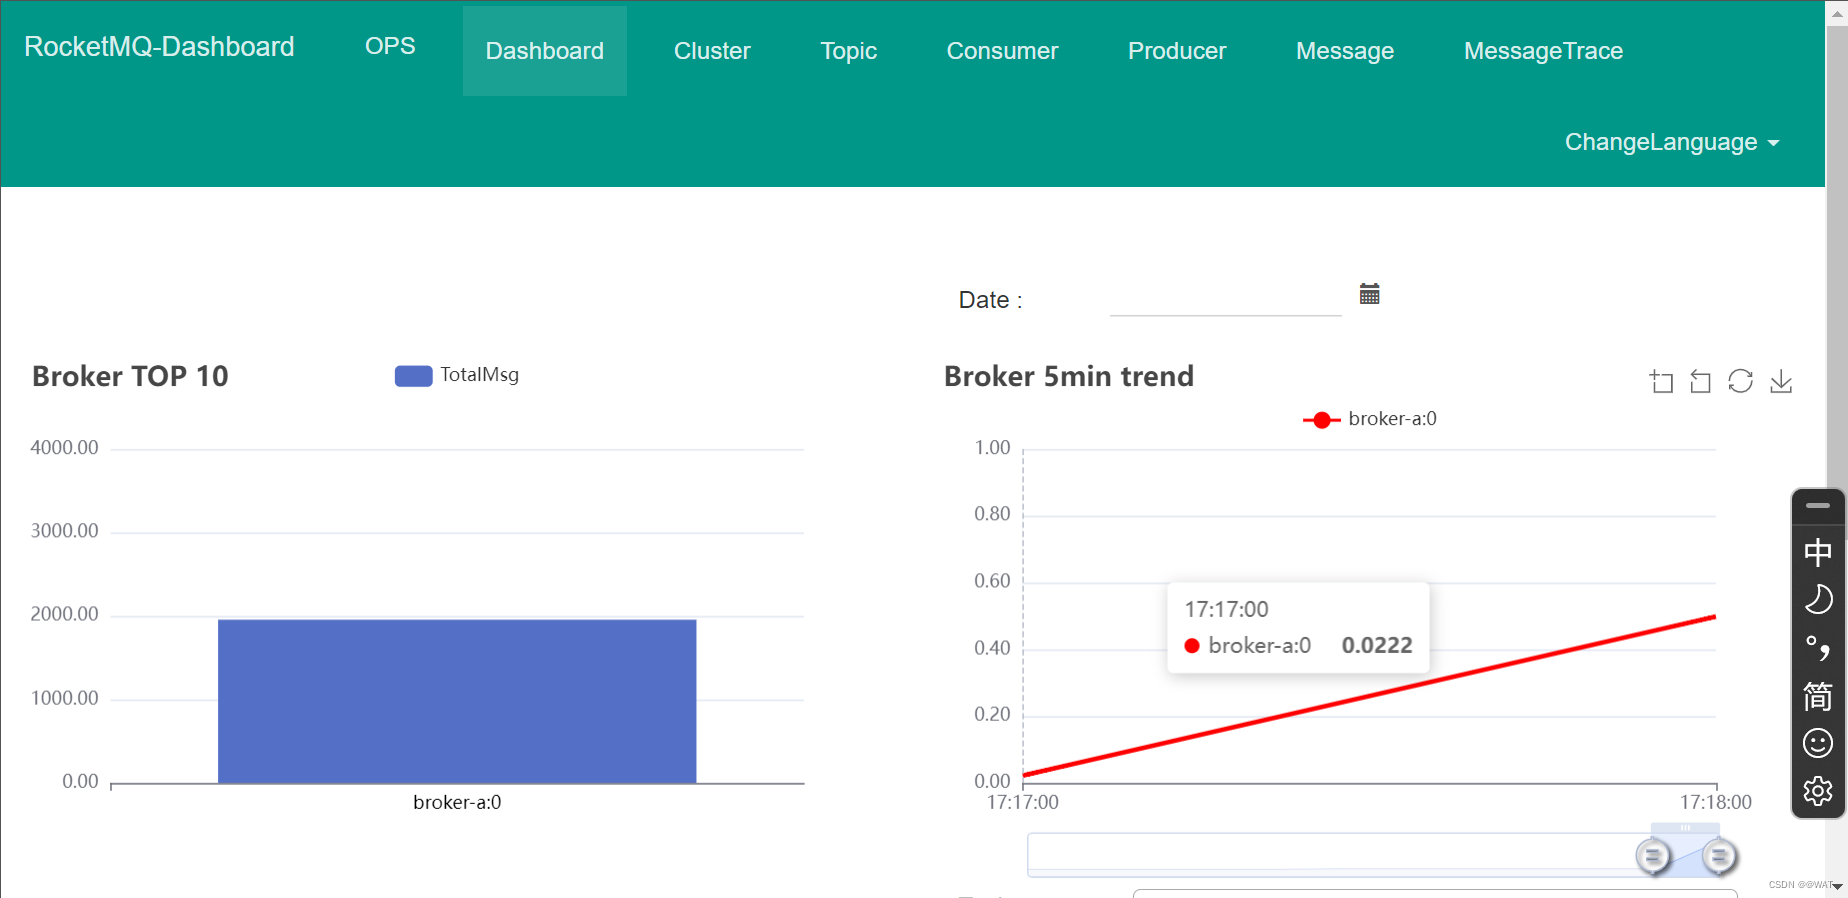 RocketMQ-Dashboard OPS Dashboard Cluster Topic Consumer Producer Message MessageTrace
ChangeLanguage
Date :
Broker TOP 10
TotalMsg
4000.00
3000.00
2000.00
1000.00
0.00
broker-a:0
Broker 5min trend
broker-a:0
1.00
0.80
0.60
0.40
0.20
0.00
17:17:00
broker-a:0 0.0222
17:17:00 17:18:00
中
简
CSDN @@WAT